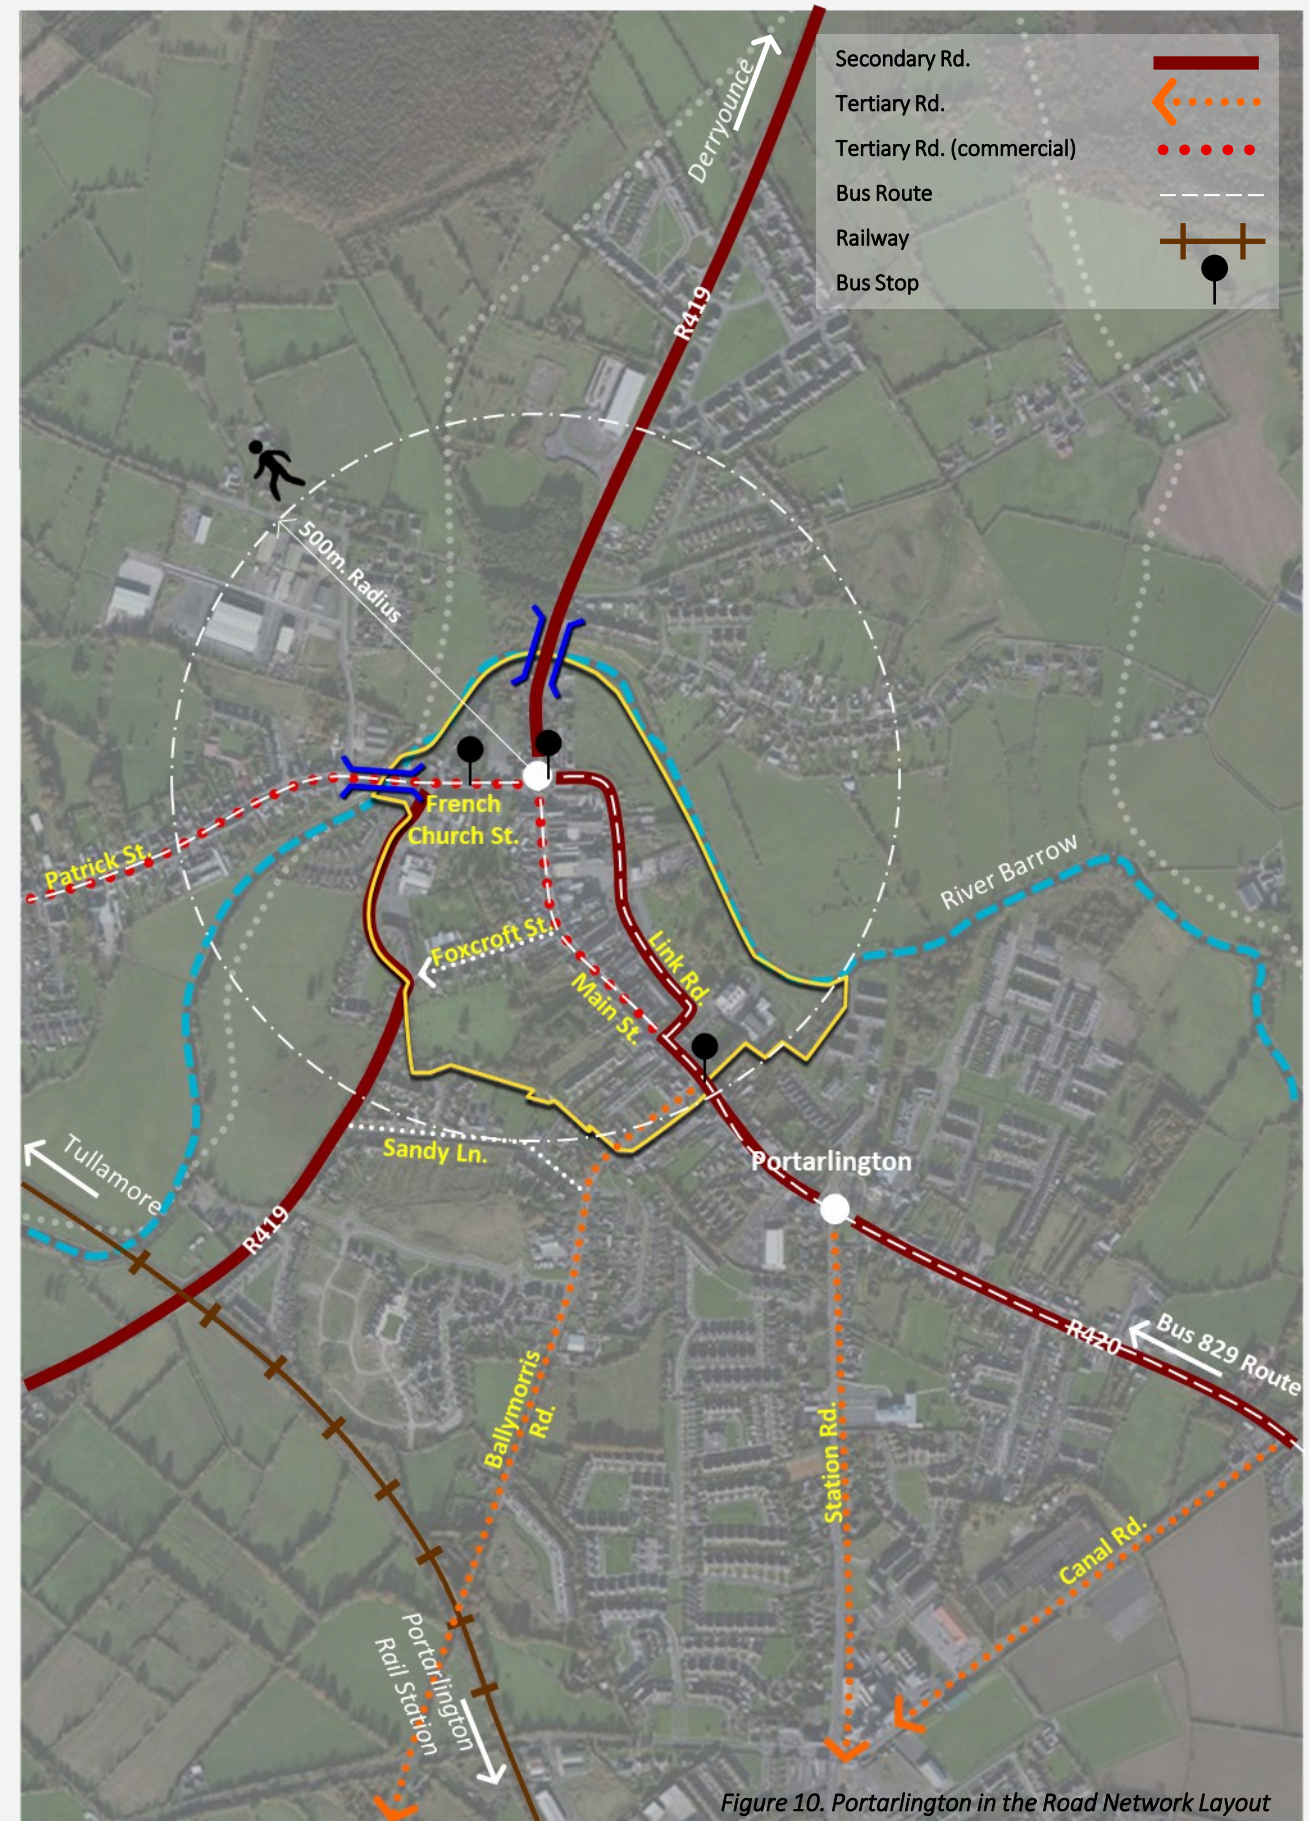 Derryounce
Secondary Rd.
Tertiary Rd.
Tertiary Rd. (commercial)
Bus Route
Railway
Bus Stop
R419
500m. Radius
French
Church St.
Patrick St.
River Barrow
Foxcroft St.
Link Rd.
Main St.
Sandy Ln.
Portarlington
Tullamore
R419
R420
Bus 829 Route
Ballymorris
Rd.
Station Rd.
Canal Rd.
Portarlington
Rail Station
Figure 10. Portarlington in the Road Network Layout